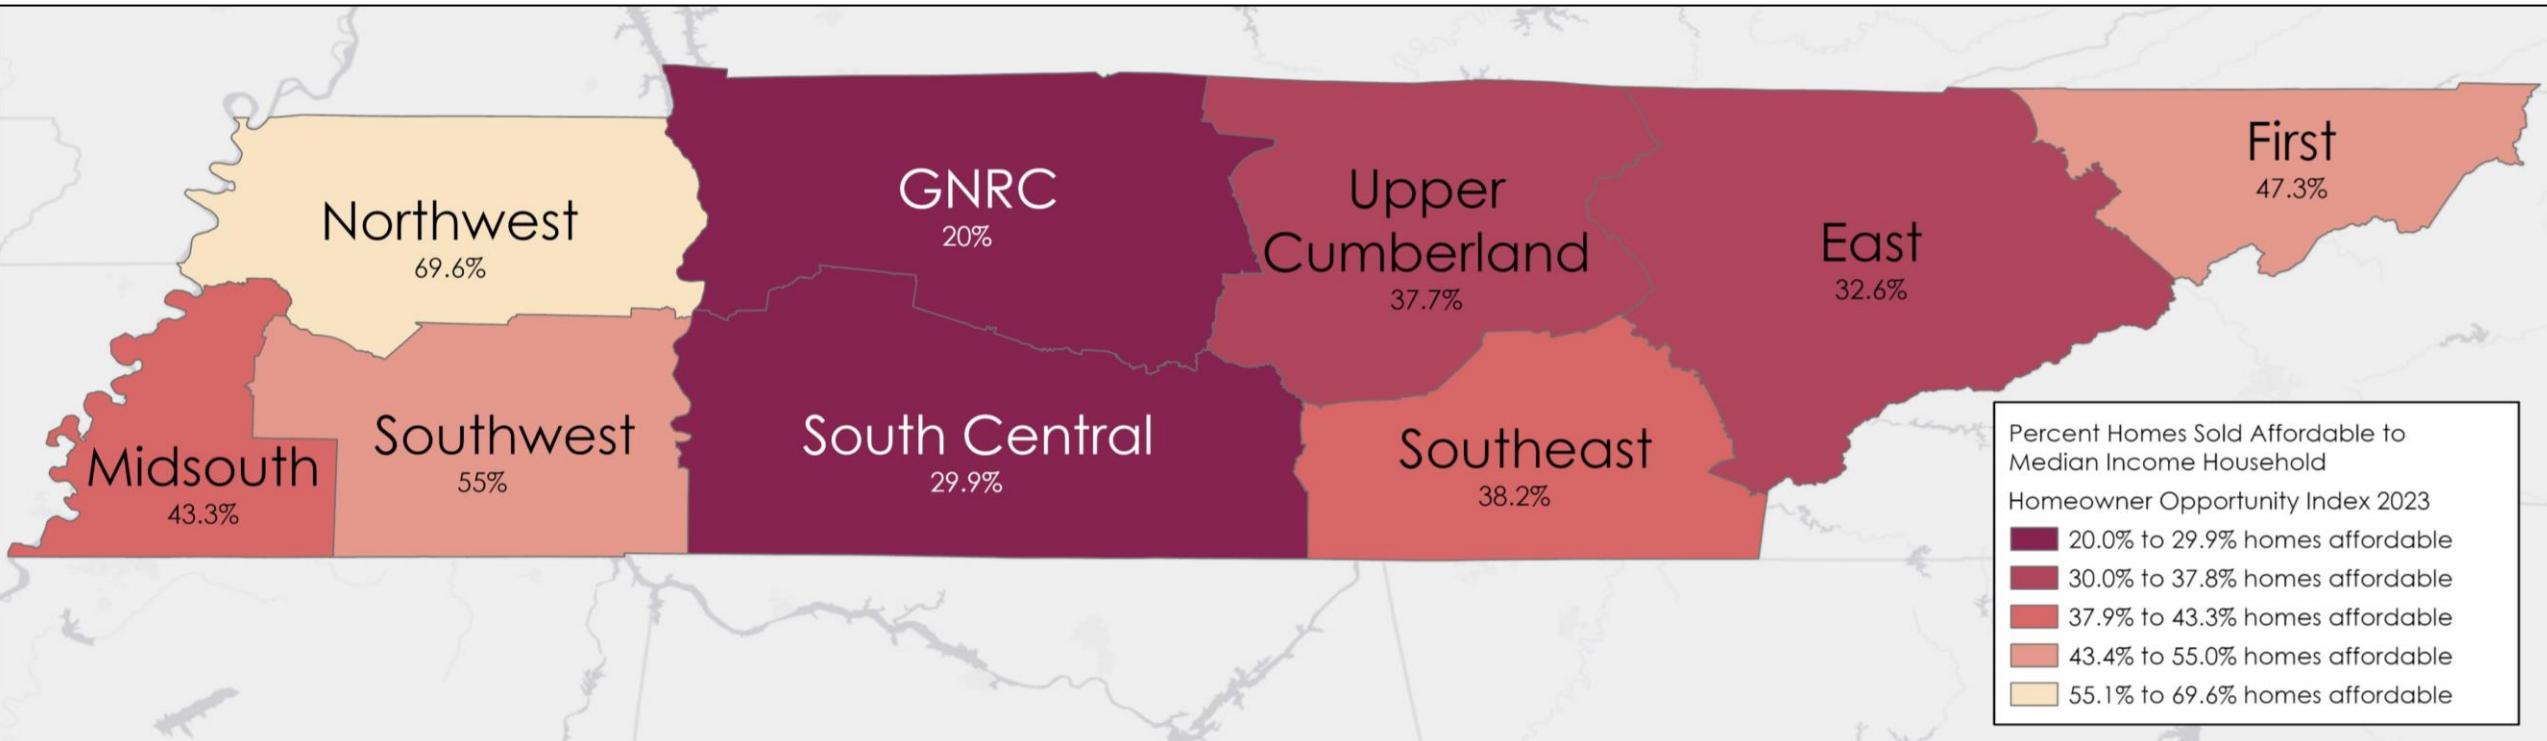 Northwest
69.6%
GNRC
20%
Upper
Cumberland
37.7%
East
32.6%
First
47.3%
Midsouth
43.3%
Southwest
55%
South Central
29.9%
Southeast
38.2%
Percent Homes Sold Affordable to
Median Income Household
Homeowner Opportunity Index 2023
20.0% to 29.9% homes affordable
30.0% to 37.8% homes affordable
37.9% to 43.3% homes affordable
43.4% to 55.0% homes affordable
55.1% to 69.6% homes affordable